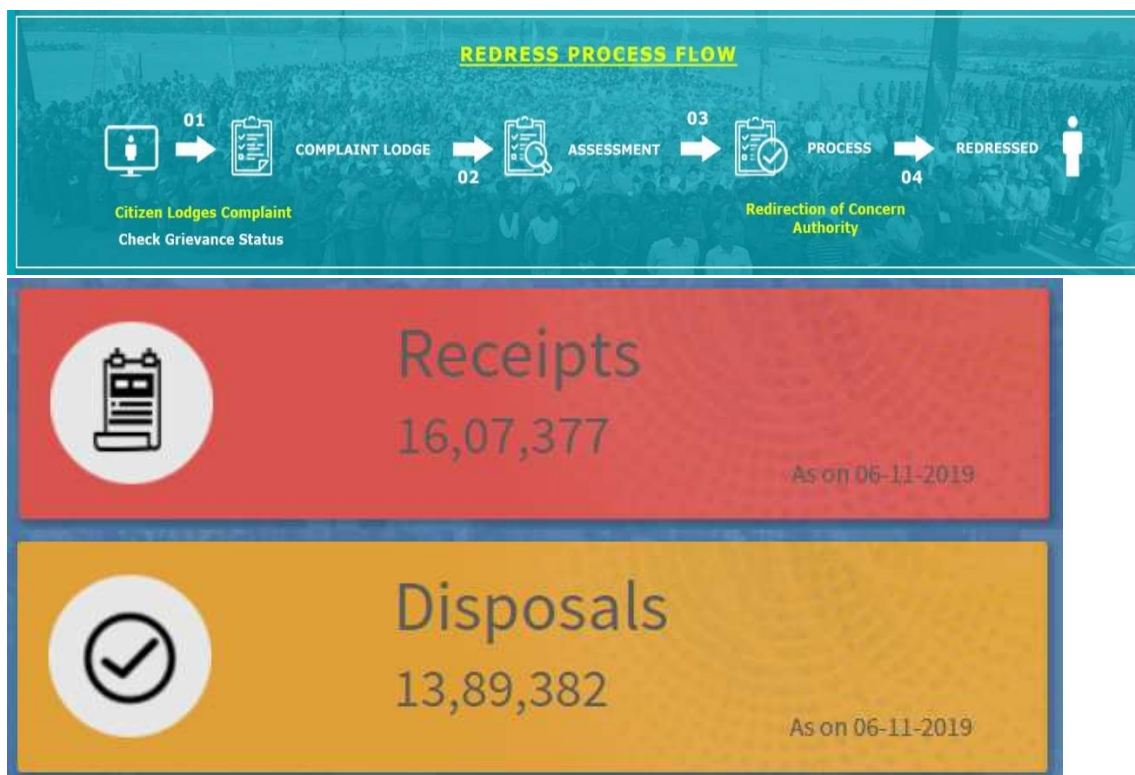 REDRESS PROCESS FLOW
01
COMPLAINT LODGE
02
ASSESSMENT
03
PROCESS
04
REDRESSED
Citizen Lodges Complaint
Check Grievance Status
Redirection of Concern
Authority
Receipts
16,07,377
As on 06-11-2019
Disposals
13,89,382
As on 06-11-2019